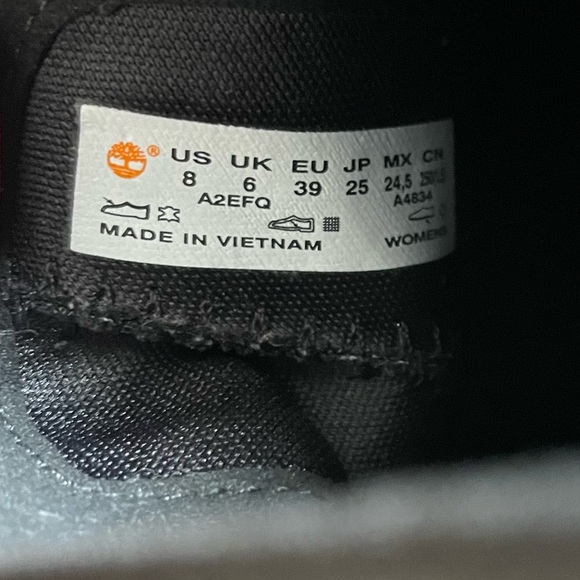 ® US UK EU JP MX CN
8 6 39 25 24,5
A2EFQ A4834
MADE IN VIETNAM WOMENS